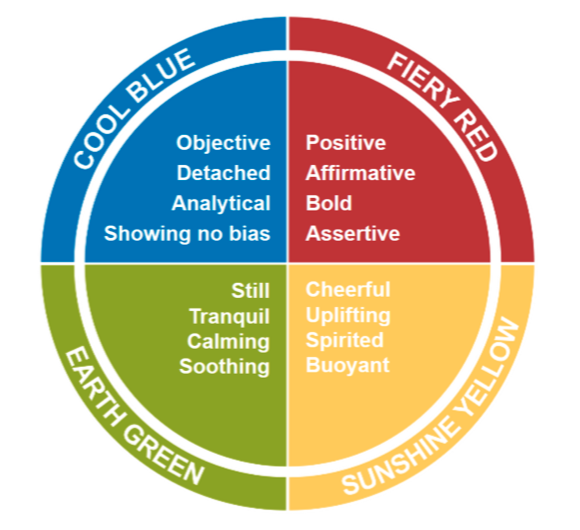 COOL BLUE
Objective
Detached
Analytical
Showing no bias
FIERY RED
Positive
Affirmative
Bold
Assertive
EARTH GREEN
Still
Tranquil
Calming
Soothing
SUNSHINE YELLOW
Cheerful
Uplifting
Spirited
Buoyant